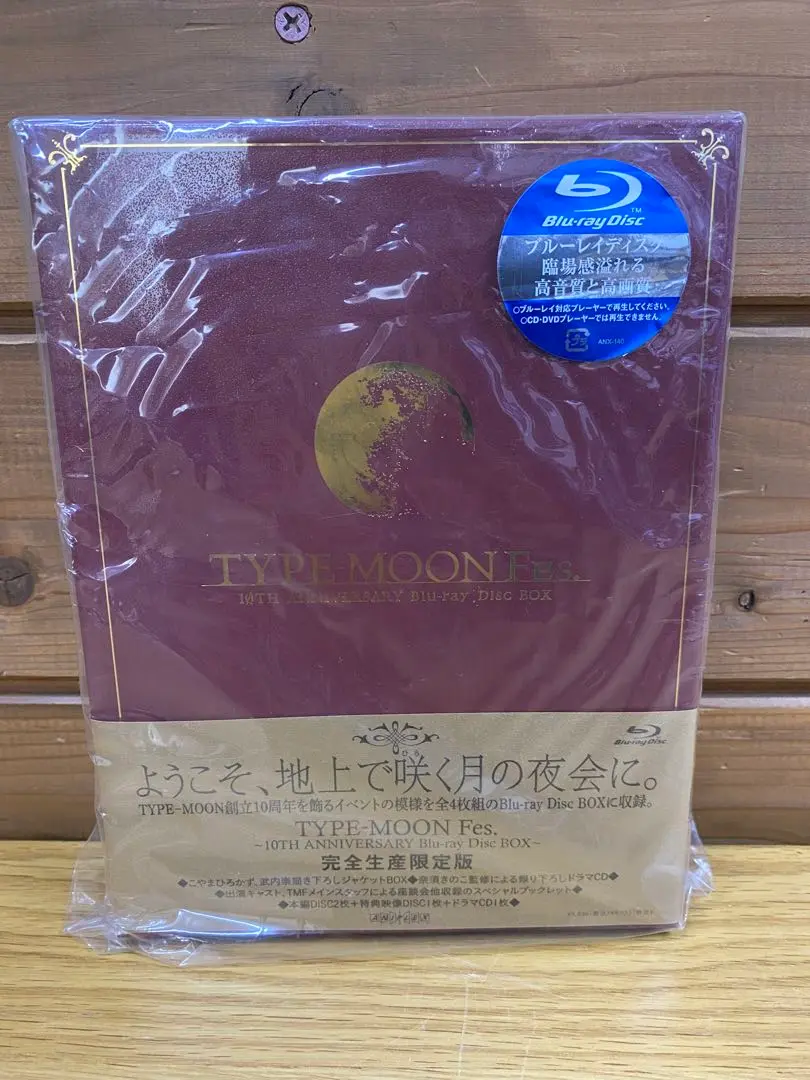 Blu-ray Disc™
ブルーレイディスク
臨場感溢れる
高音質と高画質
○ブルーレイ対応プレーヤーで再生してください。
○CD・DVDプレーヤーでは再生できません。
ANX-140
TYPE-MOON Fes.
10TH ANNIVERSARY Blu-ray Disc BOX
Blu-ray Disc
ようこそ、地上で咲く月の夜会に。
TYPE-MOON創立10周年を飾るイベントの模様を全4枚組のBlu-ray Disc BOXに収録。
TYPE-MOON Fes.
~10TH ANNIVERSARY Blu-ray Disc BOX~
完全生産限定版
◆こやまひろかず、武内崇描き下ろしジャケットBOX◆奈須きのこ監修による録り下ろしドラマCD◆
◆出演キャスト、TMFメインスタッフによる座談会他収録のスペシャルブックレット◆
◆本編DISC2枚+特典映像DISC1枚+ドラマCD1枚◆
ANIPLEX